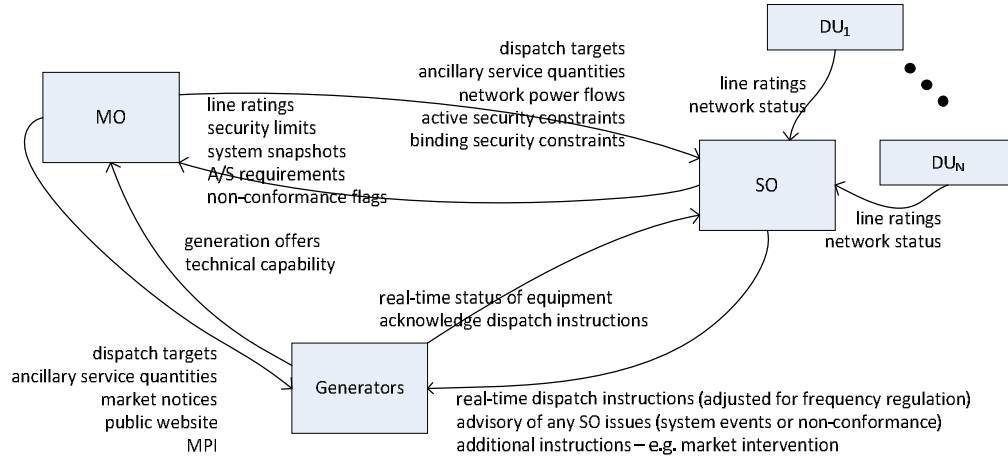 DU1
dispatch targets
ancillary service quantities
network power flows
active security constraints
binding security constraints
line ratings
network status
MO
line ratings
security limits
system snapshots
A/S requirements
non-conformance flags
SO
DUN
line ratings
network status
generation offers
technical capability
real-time status of equipment
acknowledge dispatch instructions
dispatch targets
ancillary service quantities
market notices
public website
MPI
Generators
real-time dispatch instructions (adjusted for frequency regulation)
advisory of any SO issues (system events or non-conformance)
additional instructions – e.g. market intervention